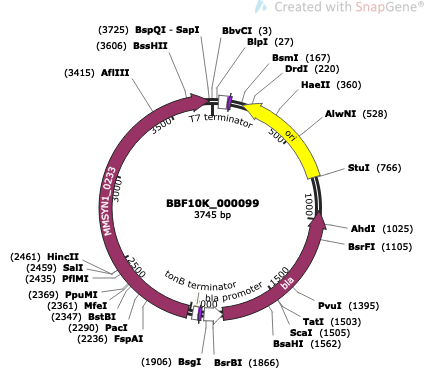 Created with SnapGene®
(3725) BspQI - SapI
BbvCI (3)
(3606) BssHII
BlpI (27)
BsmI (167)
(3415) AflIII
DrdI (220)
HaeII (360)
AlwNI (528)
StuI (766)
AhdI (1025)
BsrFI (1105)
PvuI (1395)
TatI (1503)
ScaI (1505)
BsaHI (1562)
BsrBI (1866)
(1906) BsgI
(2236) FspAI
(2290) PacI
(2347) BstBI
(2361) MfeI
(2369) PpuMI
(2435) PflMI
(2459) SalI
(2461) HincII
T7 terminator
ori
500
1000
1500
bla
bla promoter
tonB terminator
2500
3000
3500
MMSYN1_0233
BBF10K_000099
3745 bp